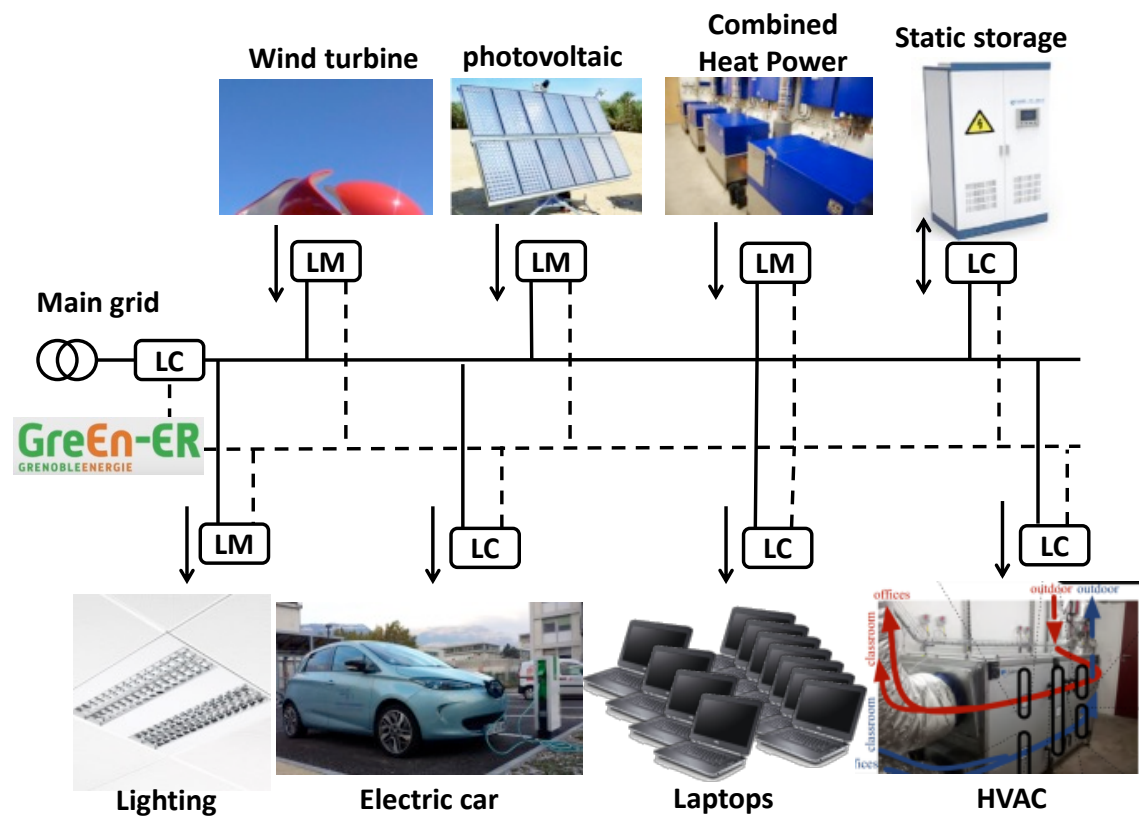 Wind turbine
photovoltaic
Combined
Heat Power
Static storage
LM
LM
LM
LC
Main grid
LC
GreEn-ER
GRENOBLEENERGIE
LM
LC
LC
LC
offices
outdoor
outdoor
classroom
classroom
fices
Lighting
Electric car
Laptops
HVAC